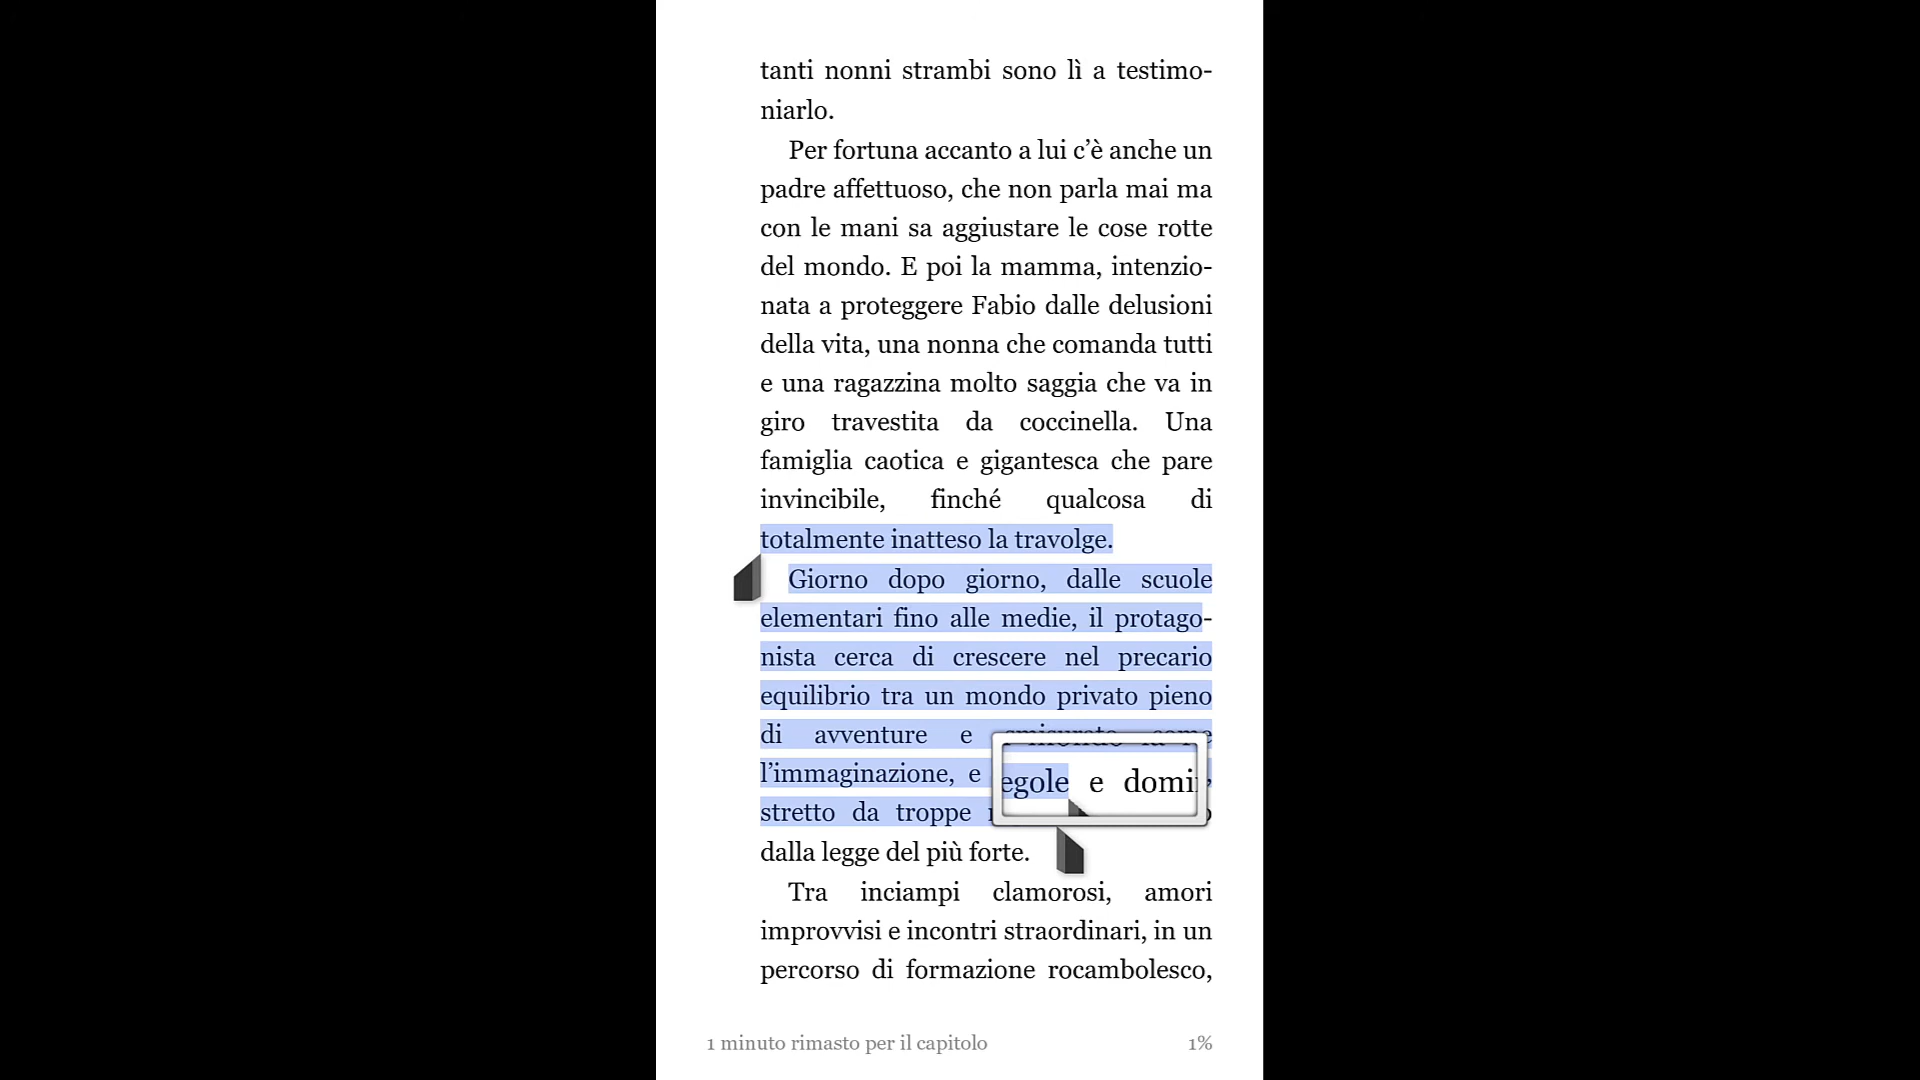 tanti nonni strambi sono lì a testimo-
niarlo.
Per fortuna accanto a lui c’è anche un
padre affettuoso, che non parla mai ma
con le mani sa aggiustare le cose rotte
del mondo. E poi la mamma, intenzio-
nata a proteggere Fabio dalle delusioni
della vita, una nonna che comanda tutti
e una ragazzina molto saggia che va in
giro travestita da coccinella. Una
famiglia caotica e gigantesca che pare
invincibile, finché qualcosa di
totalmente inatteso la travolge.
Giorno dopo giorno, dalle scuole
elementari fino alle medie, il protago-
nista cerca di crescere nel precario
equilibrio tra un mondo privato pieno
di avventure e smisurato come
l’immaginazione, e
egole e domi
stretto da troppe
dalla legge del più forte.
Tra inciampi clamorosi, amori
improvvisi e incontri straordinari, in un
percorso di formazione rocambolesco,
1 minuto rimasto per il capitolo 1%